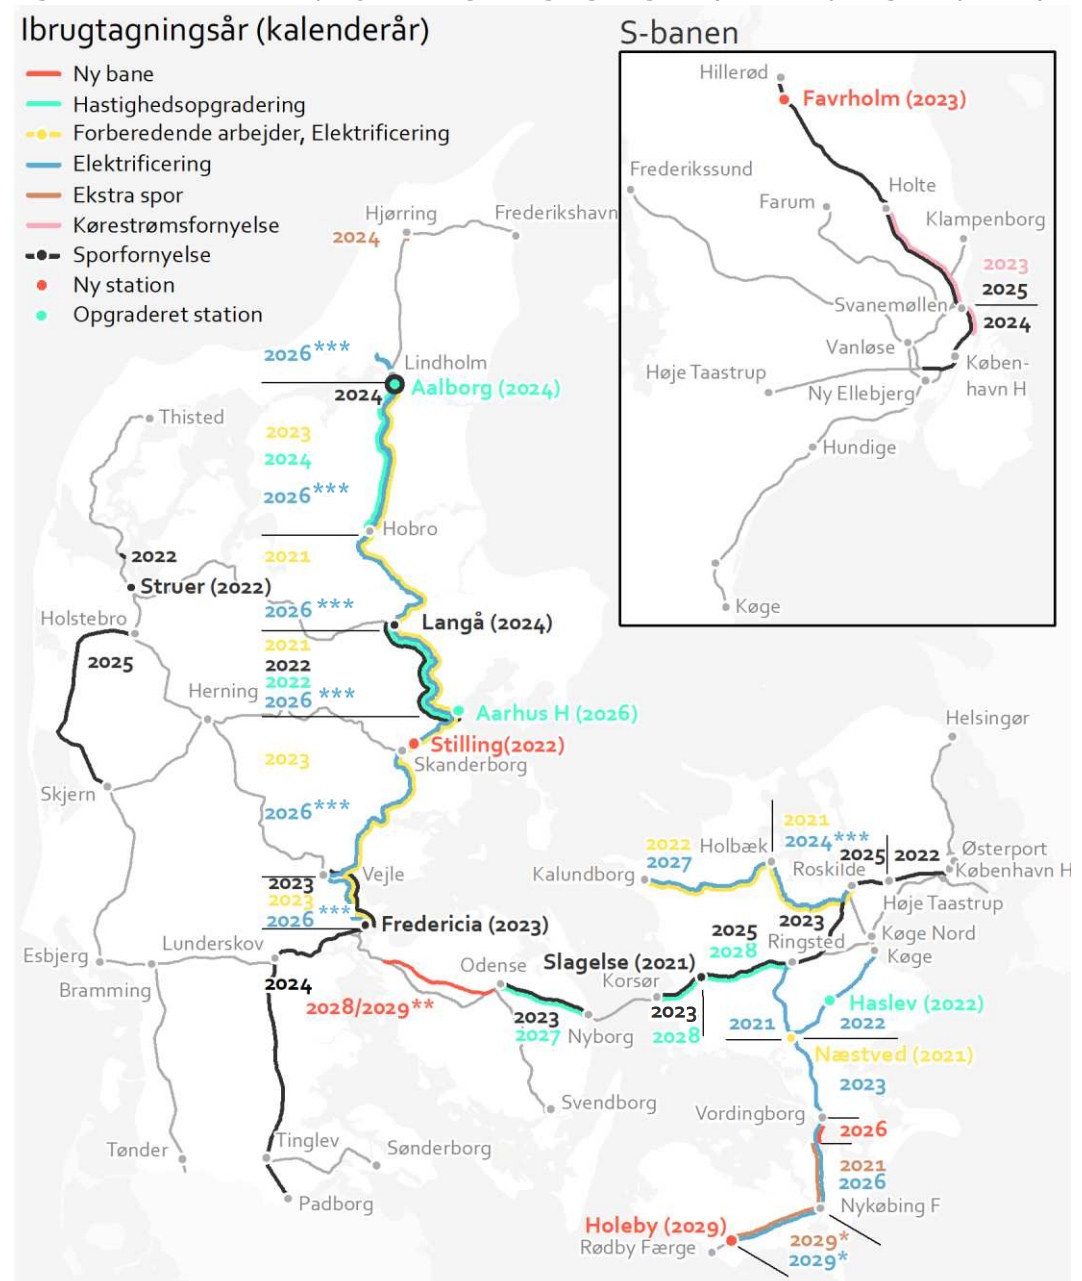 Ibrugtagningsår (kalenderår)
Ny bane
Hastighedsopgradering
Forberedende arbejder, Elektrificering
Elektrificering
Ekstra spor
Kørestrømsfornyelse
Sporfornyelse
Ny station
Opgraderet station
S-banen
Hillerød
Favrholm (2023)
Frederikssund
Farum
Holte
Klampenborg
2023
2025
2024
Svanemøllen
Vanløse
Høje Taastrup
Køben-
havn H
Ny Ellebjerg
Hundige
Køge
Hjørring
Frederikshavn
2024
2026***
Lindholm
2024
Aalborg (2024)
Thisted
2023
2024
2026***
Hobro
2022
2021
Struer (2022)
2026***
Holstebro
Langå (2024)
2025
2021
2022
2022
2026***
Herning
Aarhus H (2026)
Stilling(2022)
Skanderborg
2023
2026***
Skjern
Vejle
2023
2023
2026***
Fredericia (2023)
Esbjerg
Lunderskov
Bramming
2024
2028/2029**
Odense
2023
2027
Nyborg
Svendborg
Tønder
Tinglev
Sønderborg
Padborg
Helsingør
2021
2024***
2022
2027
Holbæk
Kalundborg
Roskilde
2025
2022
Østerport
København H
Høje Taastrup
2023
Køge Nord
Køge
2025
2028
Ringsted
Slagelse (2021)
Korsør
2023
2028
Haslev (2022)
2021
2022
Næstved (2021)
2023
Vordingborg
2026
2021
2026
Nykøbing F
Holeby (2029)
Rødby Færge
2029*
2029*